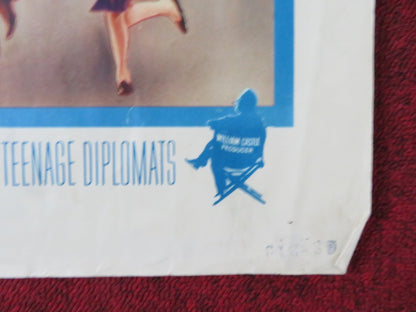 TEENAGE DIPLOMATS
WILLIAM CASTLE
PRODUCER